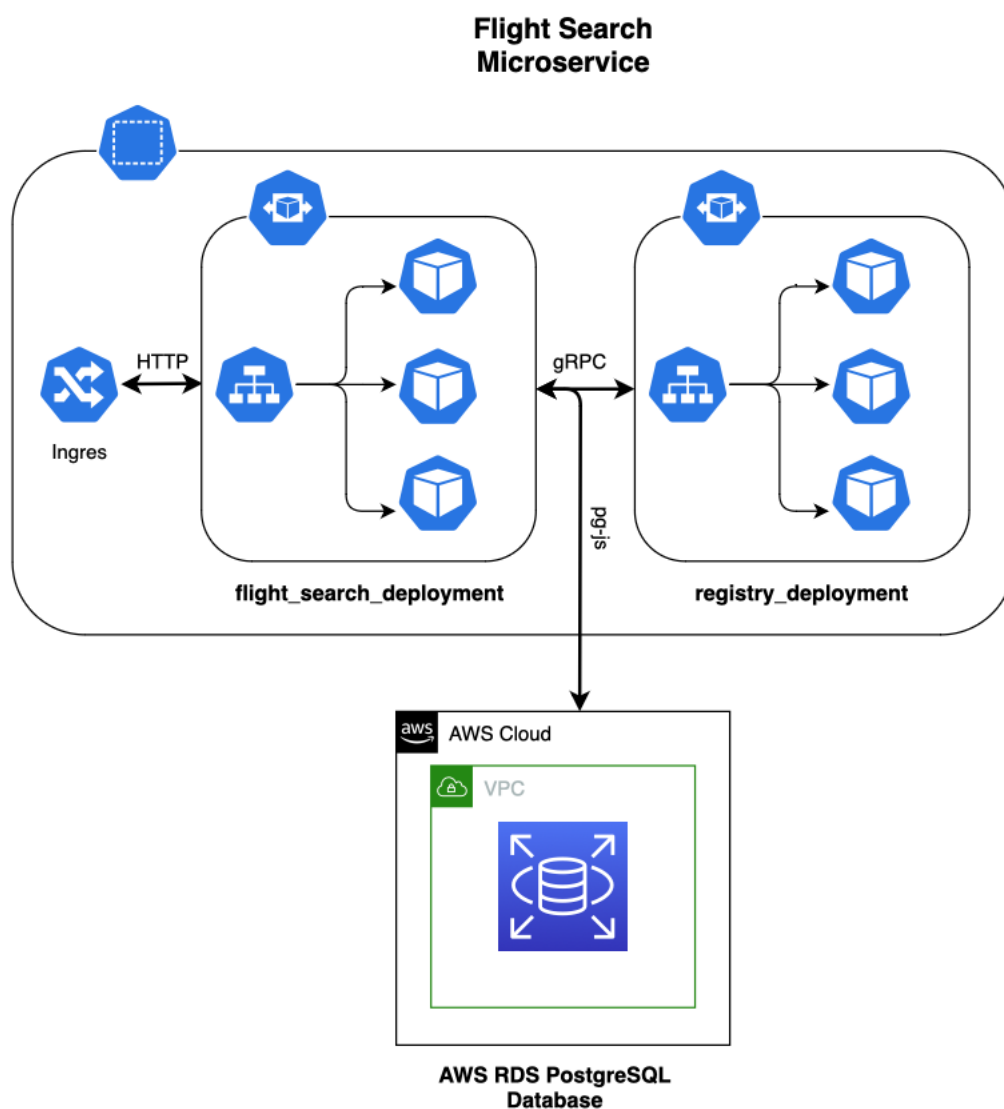 Flight Search
Microservice
HTTP
gRPC
Ingres
pg-js
flight_search_deployment
registry_deployment
aws
AWS Cloud
VPC
AWS RDS PostgreSQL
Database